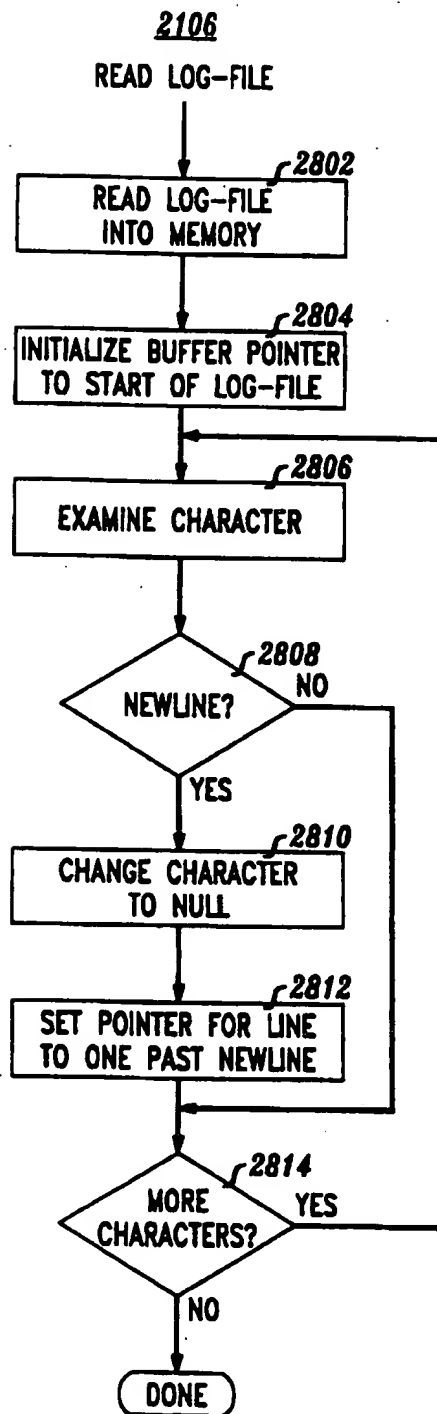 2106
READ LOG-FILE
2802
READ LOG-FILE
INTO MEMORY
2804
INITIALIZE BUFFER POINTER
TO START OF LOG-FILE
2806
EXAMINE CHARACTER
2808
NEWLINE?
NO
YES
2810
CHANGE CHARACTER
TO NULL
2812
SET POINTER FOR LINE
TO ONE PAST NEWLINE
2814
MORE
CHARACTERS?
YES
NO
DONE